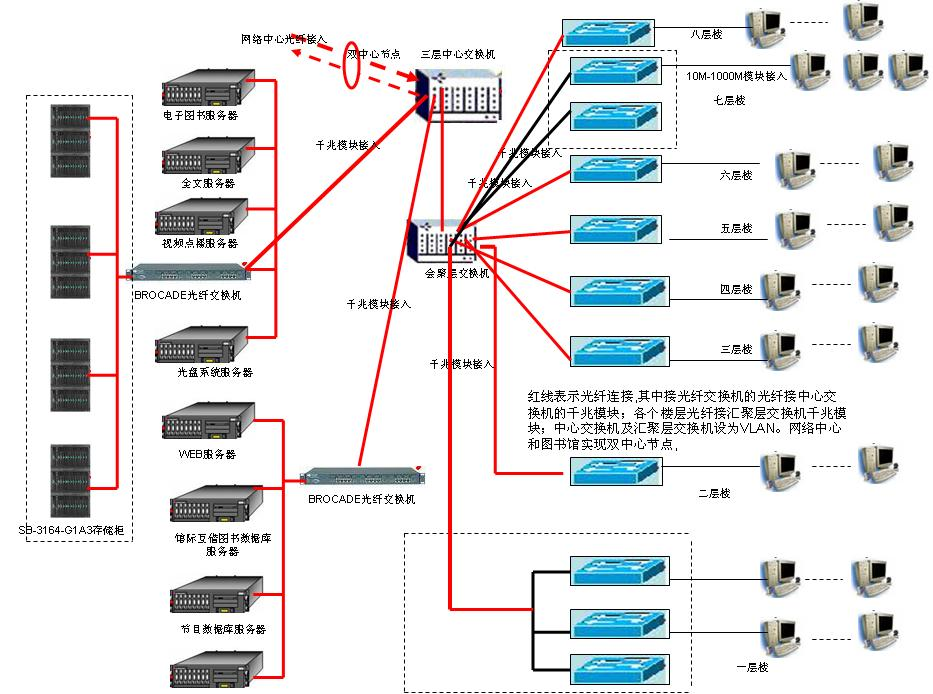 网络中心光纤接入
双中心节点
三层中心交换机
八层栈
10M-1000M模块接入
七层栈
电子图书服务器
千兆模块接入
千兆模块接入
千兆模块接入
全文服务器
六层栈
视频点播服务器
五层栈
会聚层交换机
BROCADE光纤交换机
四层栈
千兆模块接入
三层栈
千兆模块接入
光盘系统服务器
红线表示光纤连接,其中接光纤交换机的光纤接中心交
换机的千兆模块；各个楼层光纤接汇聚层交换机千兆模
块；中心交换机及汇聚层交换机设为VLAN。网络中心
和图书馆实现双中心节点,
WEB服务器
BROCADE光纤交换机
二层栈
SB-3164-G1A3存储柜
馆际互借图书数据库
服务器
节目数据库服务器
一层栈